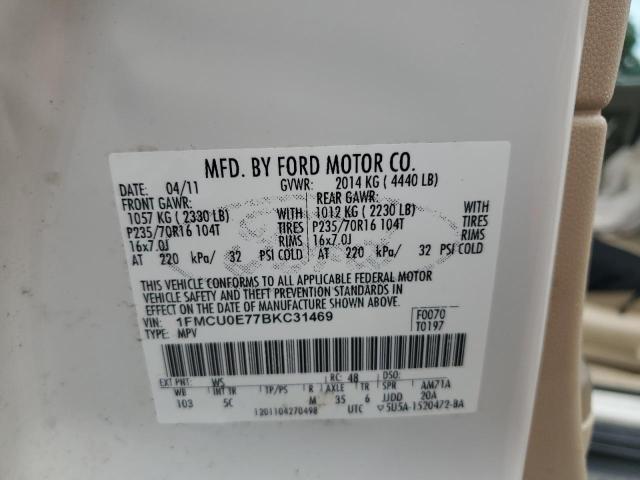 MFD. BY FORD MOTOR CO.
DATE: 04/11 GVWR: 2014 KG ( 4440 LB)
FRONT GAWR: REAR GAWR:
1057 KG ( 2330 LB) 1012 KG ( 2230 LB)
P235/70R16 104T TIRES P235/70R16 104T TIRES
16x7.0J RIMS 16x7.0J RIMS
AT 220 kPa/ 32 PSI COLD AT 220 kPa/ 32 PSI COLD
THIS VEHICLE CONFORMS TO ALL APPLICABLE FEDERAL MOTOR
VEHICLE SAFETY AND THEFT PREVENTION STANDARDS IN
EFFECT ON THE DATE OF MANUFACTURE SHOWN ABOVE.
VIN: 1FMCU0E77BKC31469 F0070
TYPE: MPV T0197
EXT PNT: WS RC: 48 DSO:
WB INT TR TP/PS R AXLE TR SPR AM71A
103 5C M 35 6 JJDD 20A
1201104270498 UTC 5U5A-1520472-BA